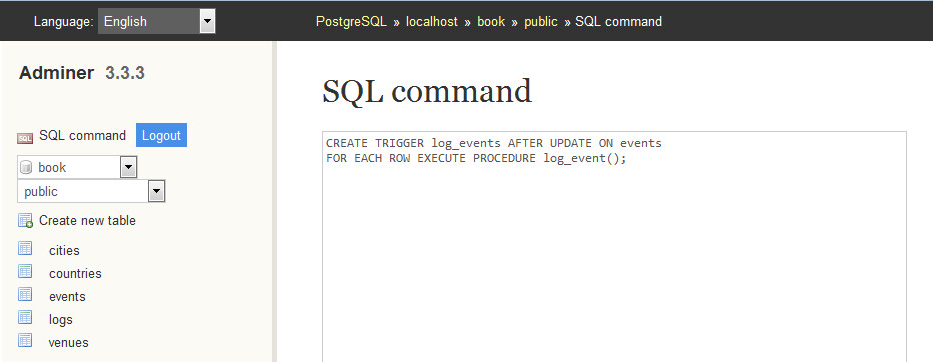 Language: English
PostgreSQL » localhost » book » public » SQL command
Adminer 3.3.3
SQL command
SQL SQL command Logout
CREATE TRIGGER log_events AFTER UPDATE ON events
FOR EACH ROW EXECUTE PROCEDURE log_event();
book
public
Create new table
cities
countries
events
logs
venues